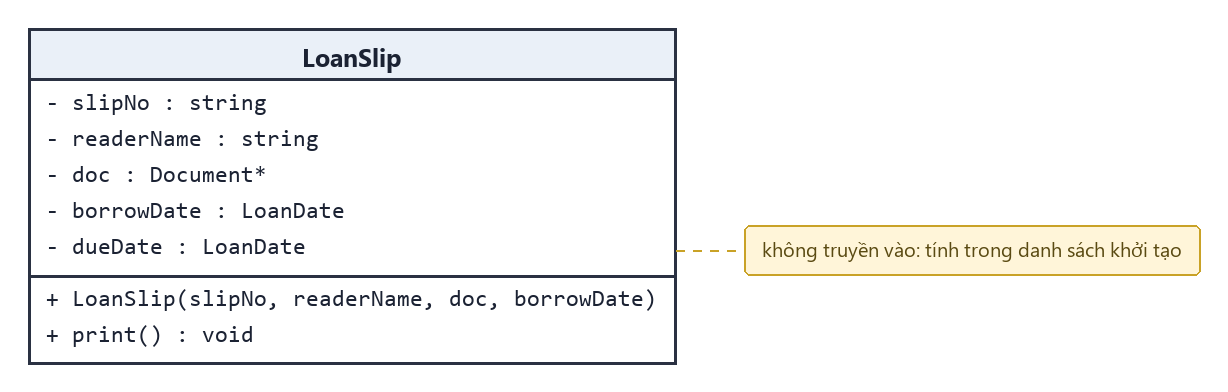 LoanSlip
- slipNo : string
- readerName : string
- doc : Document*
- borrowDate : LoanDate
- dueDate : LoanDate
không truyền vào: tính trong danh sách khởi tạo
+ LoanSlip(slipNo, readerName, doc, borrowDate)
+ print() : void